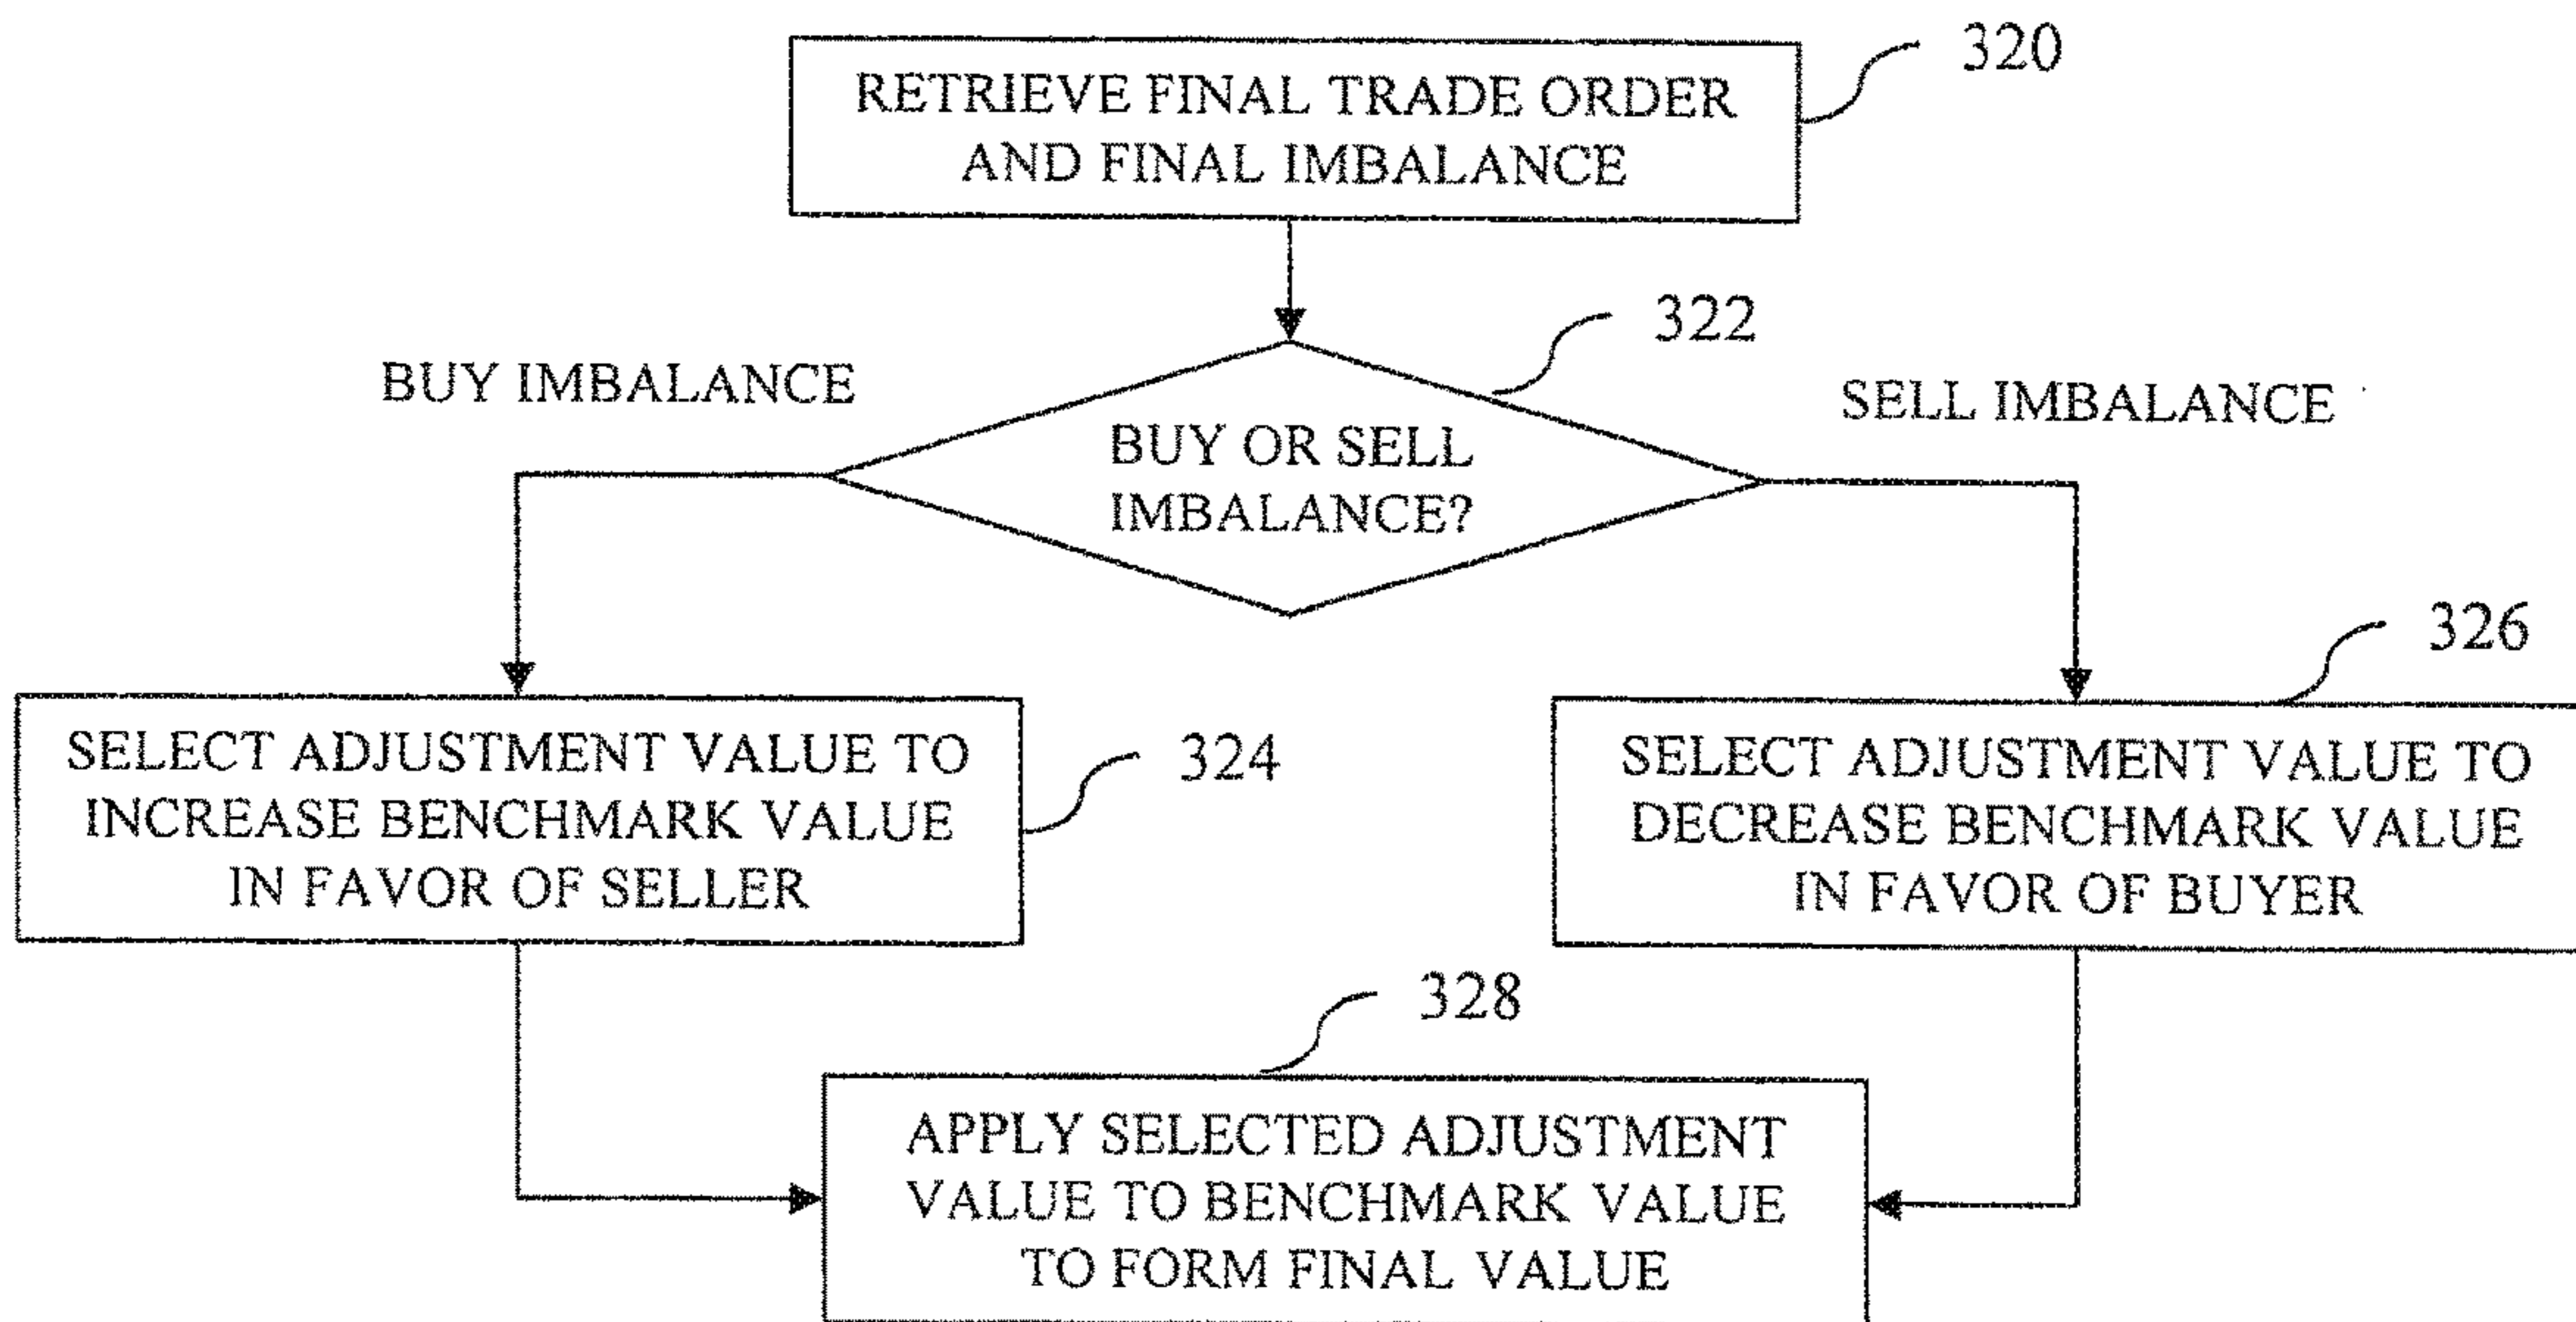 320
RETRIEVE FINAL TRADE ORDER
AND FINAL IMBALANCE
322
BUY IMBALANCE
SELL IMBALANCE
BUY OR SELL
IMBALANCE?
326
324
SELECT ADJUSTMENT VALUE TO
INCREASE BENCHMARK VALUE
IN FAVOR OF SELLER
SELECT ADJUSTMENT VALUE TO
DECREASE BENCHMARK VALUE
IN FAVOR OF BUYER
328
APPLY SELECTED ADJUSTMENT
VALUE TO BENCHMARK VALUE
TO FORM FINAL VALUE